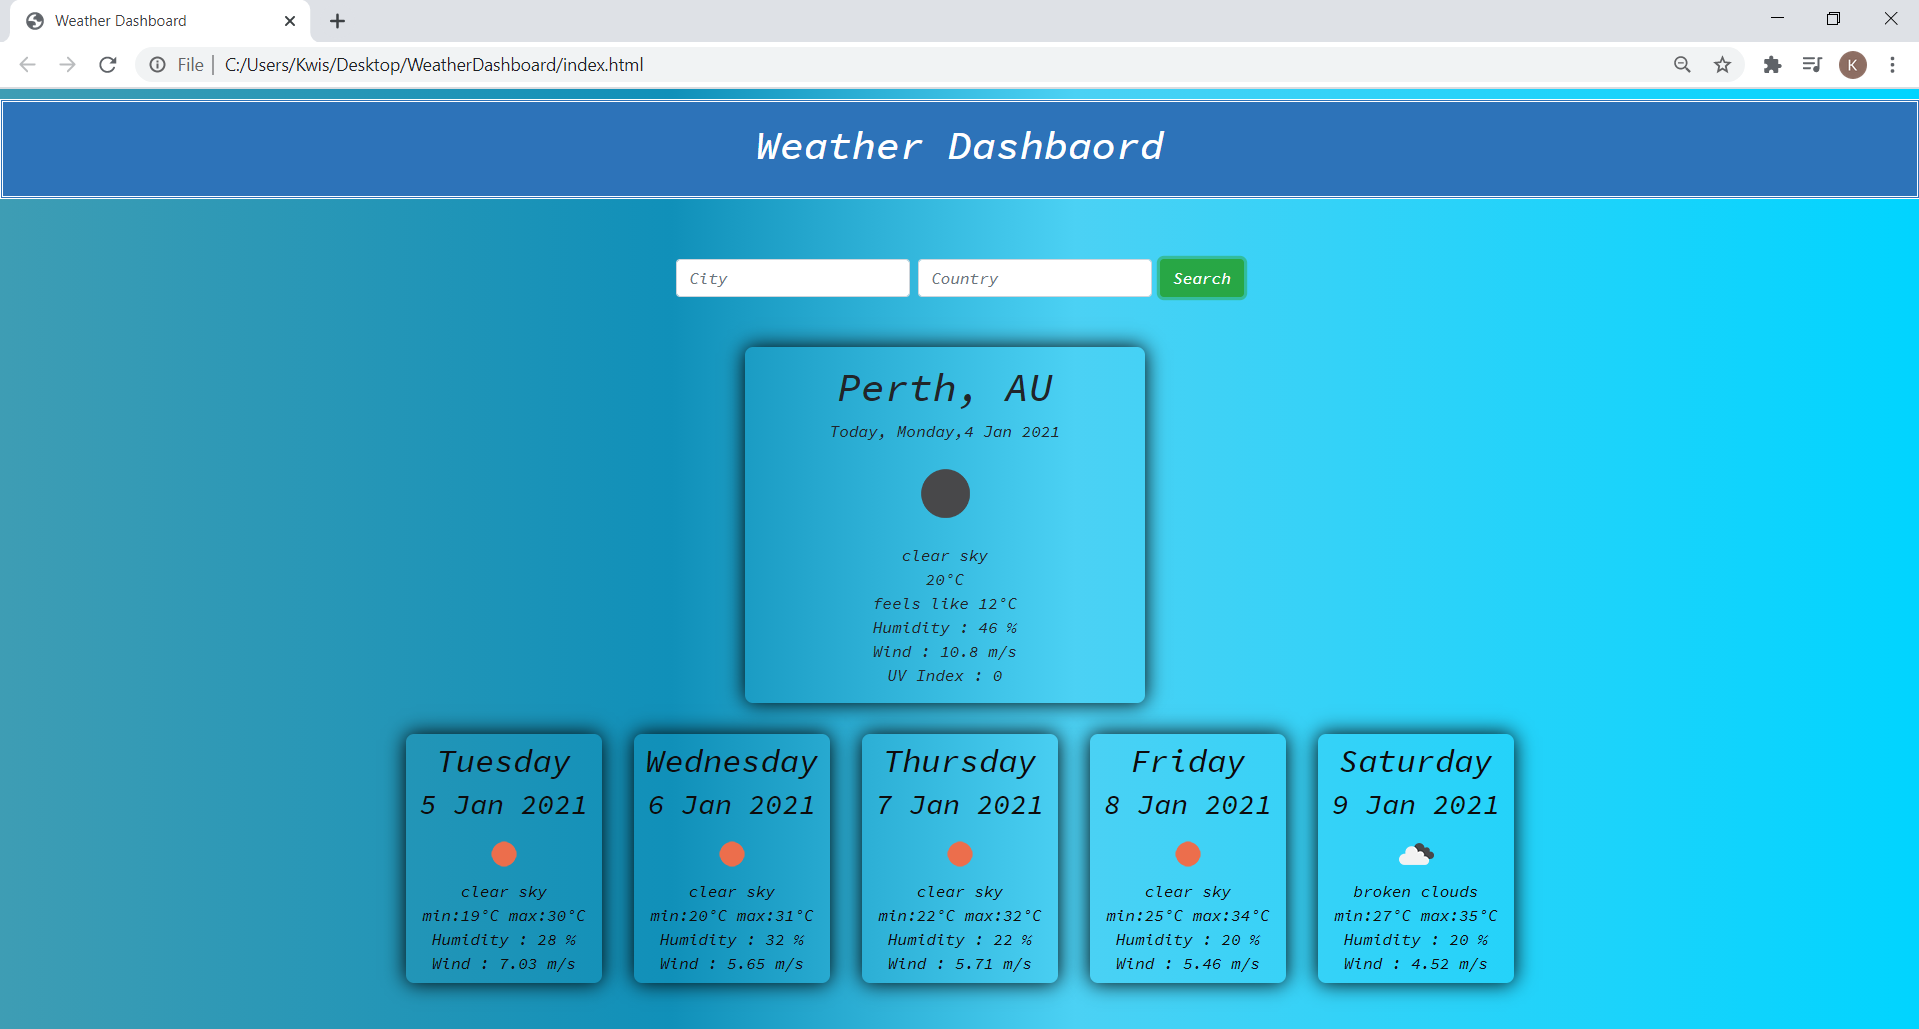 Weather Dashboard
File | C:/Users/Kwis/Desktop/WeatherDashboard/index.html
K
Weather Dashbaord
City Country Search
Perth, AU
Today, Monday,4 Jan 2021
clear sky
20°C
feels like 12°C
Humidity : 46 %
Wind : 10.8 m/s
UV Index : 0
Tuesday
5 Jan 2021
clear sky
min:19°C max:30°C
Humidity : 28 %
Wind : 7.03 m/s
Wednesday
6 Jan 2021
clear sky
min:20°C max:31°C
Humidity : 32 %
Wind : 5.65 m/s
Thursday
7 Jan 2021
clear sky
min:22°C max:32°C
Humidity : 22 %
Wind : 5.71 m/s
Friday
8 Jan 2021
clear sky
min:25°C max:34°C
Humidity : 20 %
Wind : 5.46 m/s
Saturday
9 Jan 2021
broken clouds
min:27°C max:35°C
Humidity : 20 %
Wind : 4.52 m/s